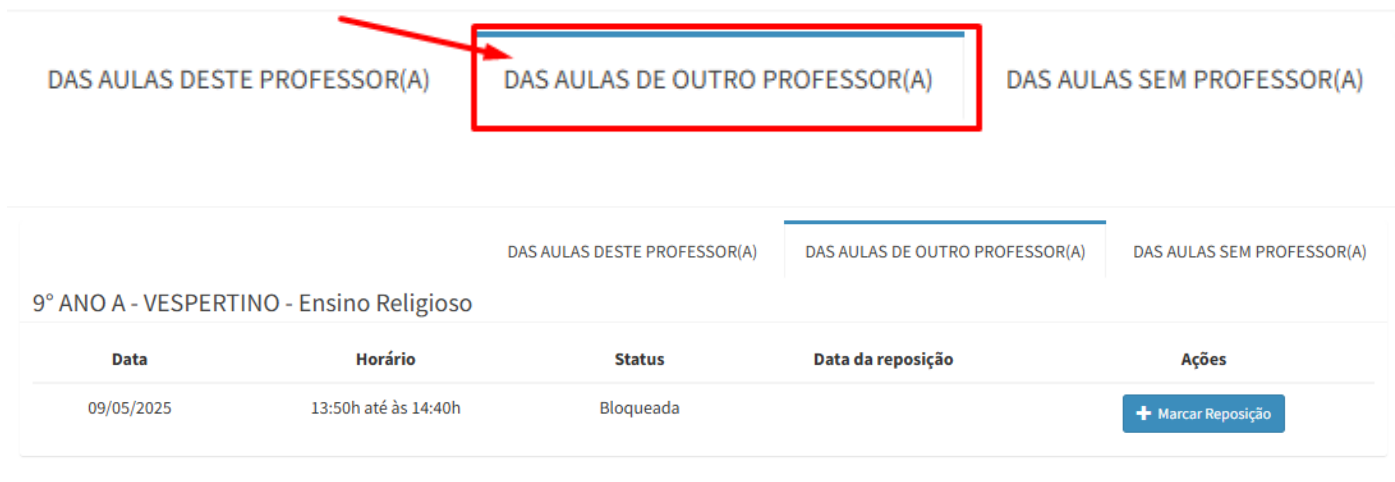 DAS AULAS DESTE PROFESSOR(A) DAS AULAS DE OUTRO PROFESSOR(A) DAS AULAS SEM PROFESSOR(A)
DAS AULAS DESTE PROFESSOR(A) DAS AULAS DE OUTRO PROFESSOR(A) DAS AULAS SEM PROFESSOR(A)
9° ANO A - VESPERTINO - Ensino Religioso
Data Horário Status Data da reposição Ações
09/05/2025 13:50h até às 14:40h Bloqueada + Marcar Reposição